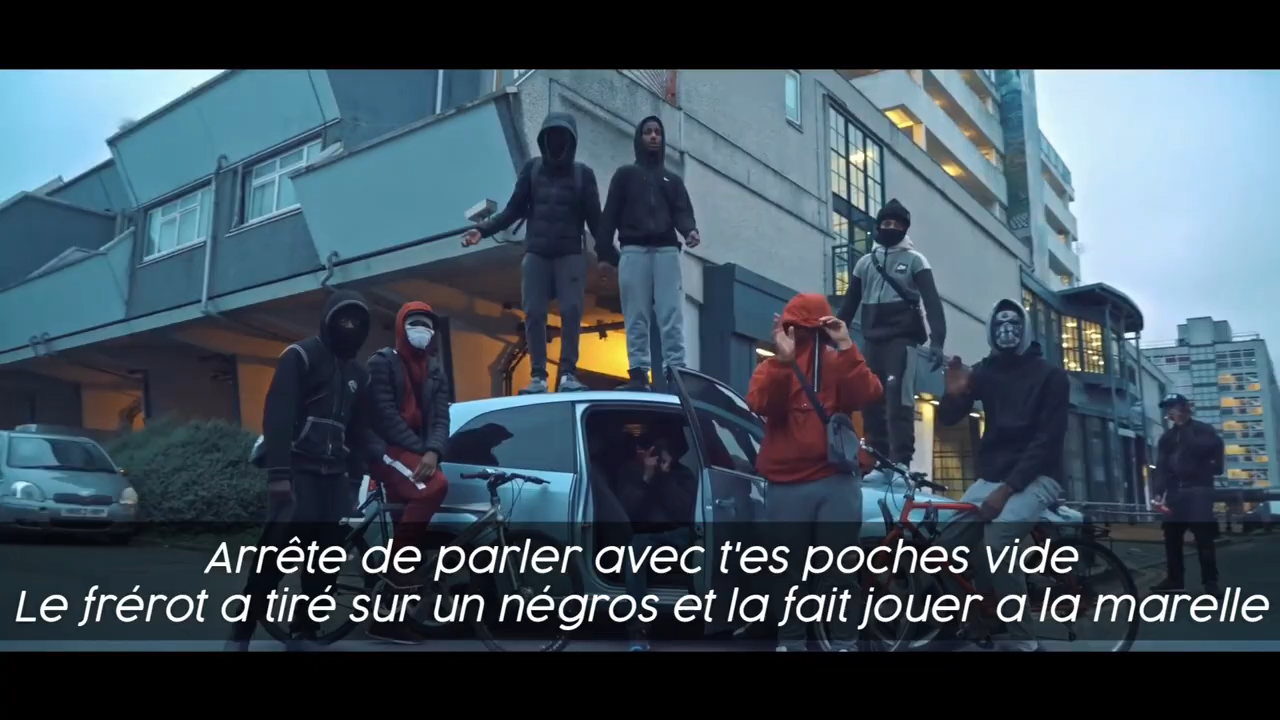 Arrête de parler avec t'es poches vide
Le frérot a tiré sur un négros et la fait jouer a la marelle